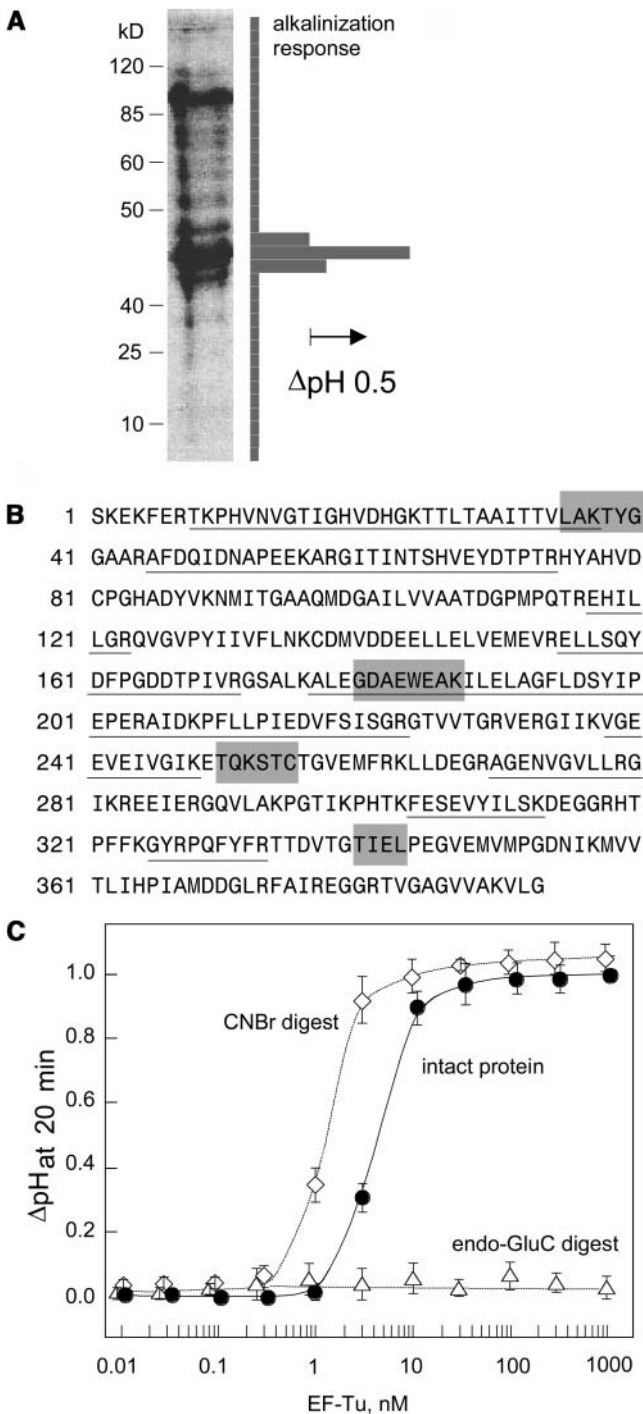 A
kD
alkalinization
response
120
85
60
50
40
25
10
ΔpH 0.5
B
1 SKEKFERTKPHVNVGTIGHVDHGKTTLTAAITTVLAKTYG
41 GAARAFDQIDNAPEEKARGITINTSHVEYDTPTRHYAHVD
81 CPGHADYVKNMITGAAQMDGAILVVAATDGPMPQTREHIL
121 LGRQVGVPYIIVFLNKCDMVDDEELLELVEMEVRELLSQY
161 DFPGDDTPIVRGSALKALEGDAEWEAKILELAGFLDSYIP
201 EPERAIDKPFLLPIEDVFSISGRGTVVTGRVERGIIKVGE
241 EVEIVGIKETQKSTCTGVEMFRKLLDEGRAGENVGVLLRG
281 IKREEIERGQVLAKPGTIKPHTKFESEVYILSKDEGGRHT
321 PFFKGYRPQFYFRTTDVTGTIELPEGVEMVMPGDNIKMVV
361 TLIHPIAMDDGLRFAIREGGRTVGAGVVAKVLG
C
1.0
0.8
0.6
0.4
0.2
0.0
ΔpH at 20 min
CNBr digest
intact protein
endo-GluC digest
0.01 0.1 1 10 100 1000
EF-Tu, nM